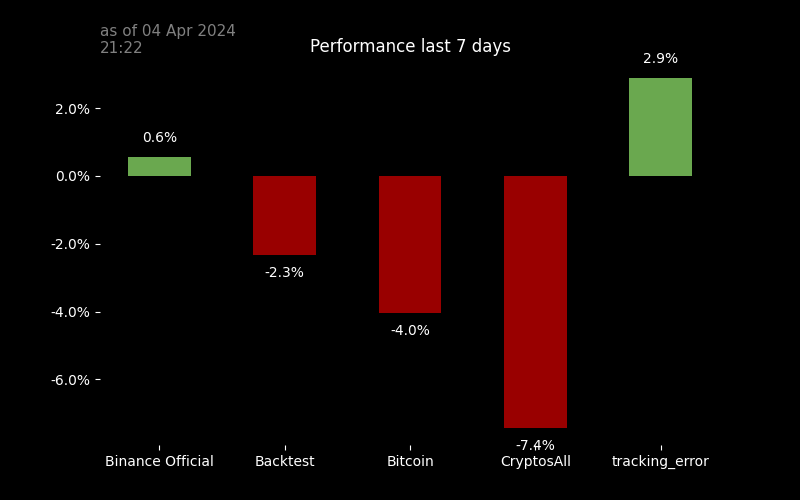 as of 04 Apr 2024
21:22
Performance last 7 days
2.9%
2.0%
0.6%
0.0%
-2.0%
-2.3%
-4.0%
-4.0%
-6.0%
-7.4%
Binance Official
Backtest
Bitcoin
CryptosAll
tracking_error